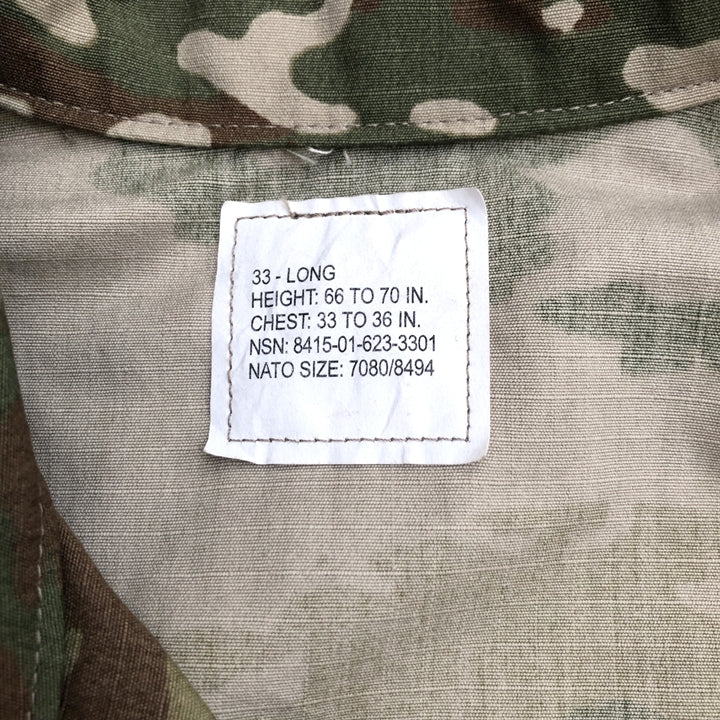 33 - LONG
HEIGHT: 66 TO 70 IN.
CHEST: 33 TO 36 IN.
NSN: 8415-01-623-3301
NATO SIZE: 7080/8494